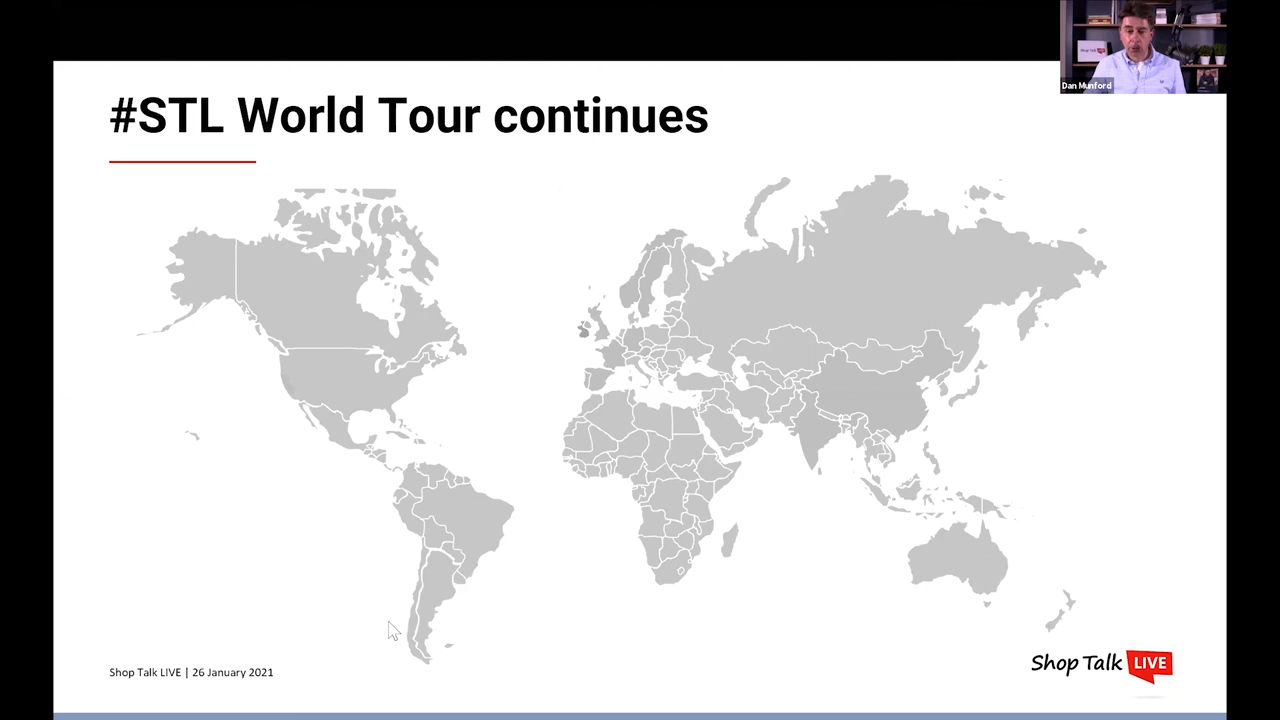 Dan Munford
#STL World Tour continues
Shop Talk LIVE | 26 January 2021
Shop Talk LIVE